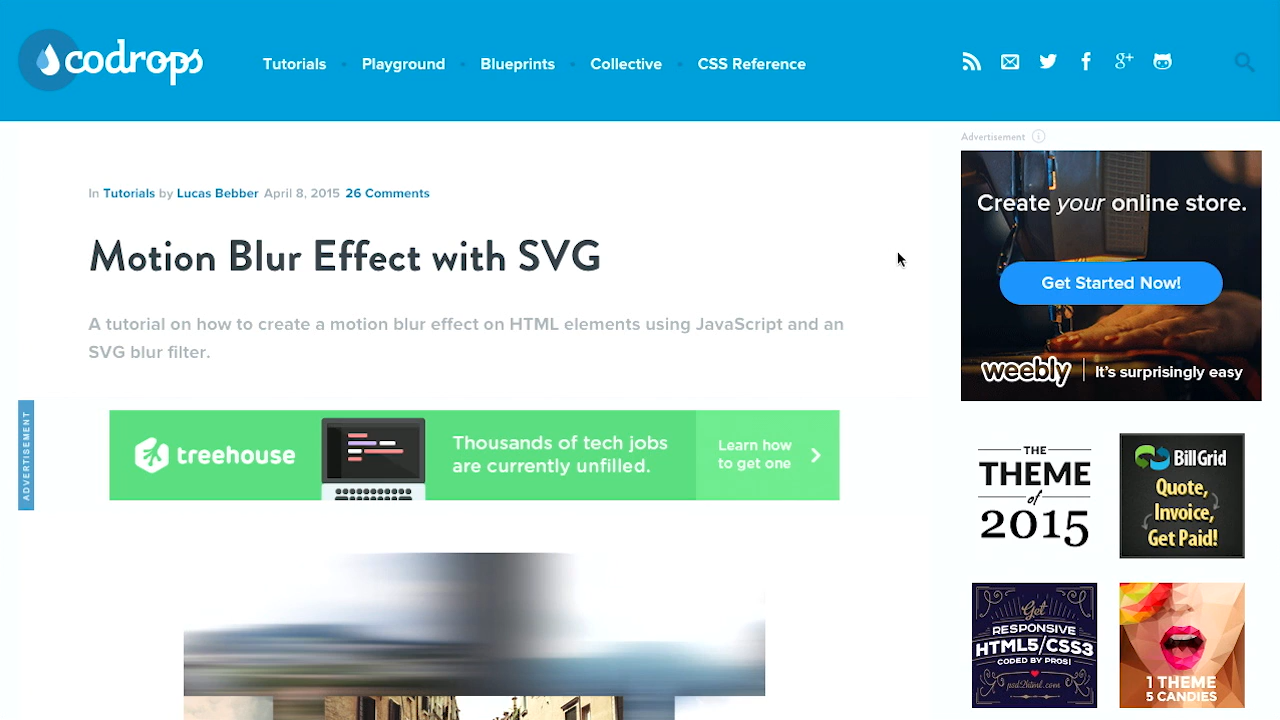 codrops
Tutorials • Playground • Blueprints • Collective • CSS Reference
g+
Advertisement
In Tutorials by Lucas Bebber April 8, 2015 26 Comments
Motion Blur Effect with SVG
A tutorial on how to create a motion blur effect on HTML elements using JavaScript and an
SVG blur filter.
ADVERTISEMENT
treehouse
Thousands of tech jobs
are currently unfilled.
Learn how
to get one
Create your online store.
Get Started Now!
weebly
It's surprisingly easy
THE
THEME
of
2015
BillGrid
Quote,
Invoice,
Get Paid!
Get
RESPONSIVE
HTML5/CSS3
CODED BY PROS!
psd2html.com
1 THEME
5 CANDIES